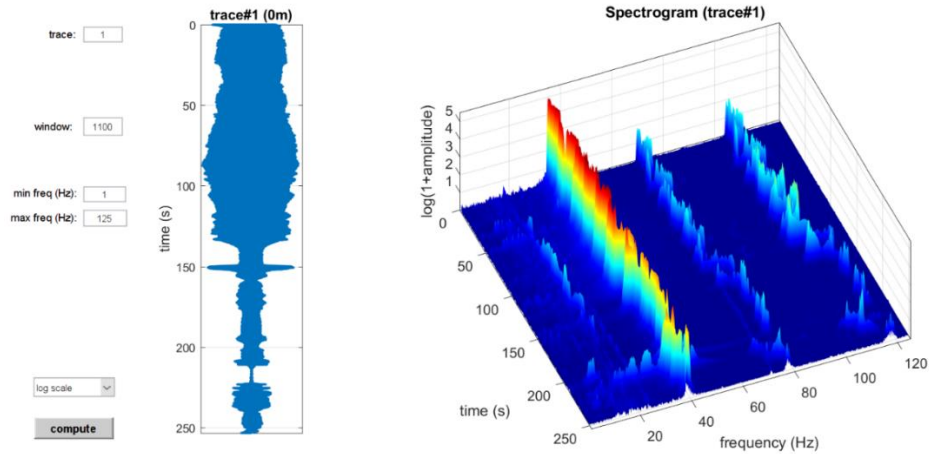 trace: 1
window: 1100
min freq (Hz): 1
max freq (Hz): 125
log scale
compute
trace#1 (0m)
time (s)
0
50
100
150
200
250
Spectrogram (trace#1)
log(1+amplitude)
5
4
3
2
1
0
50
100
150
200
250
time (s)
20
40
60
80
100
120
frequency (Hz)